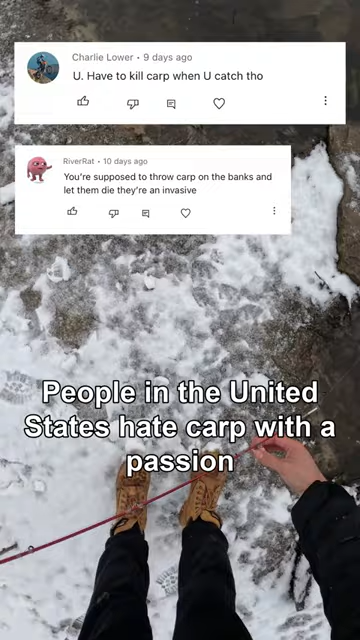 Charlie Lower • 9 days ago
U. Have to kill carp when U catch tho
RiverRat • 10 days ago
You're supposed to throw carp on the banks and
let them die they're an invasive
People in the United
States hate carp with a
passion